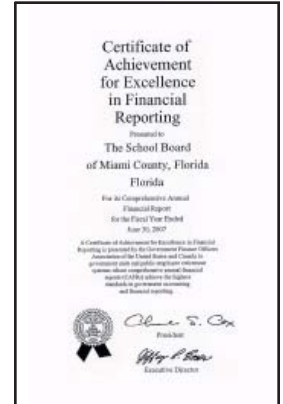 Certificate of
Achievement
for Excellence
in Financial
Reporting
Presented to
The School Board
of Miami County, Florida
Florida
For its Comprehensive Annual
Financial Report
for the Fiscal Year Ended
June 30, 2007
A Certificate of Achievement for Excellence in Financial
Reporting is presented by the Government Finance Officers
Association of the United States and Canada to
government units and public employee retirement
systems whose comprehensive annual financial
reports (CAFRs) achieve the highest
standards in government accounting
and financial reporting.
President
Executive Director